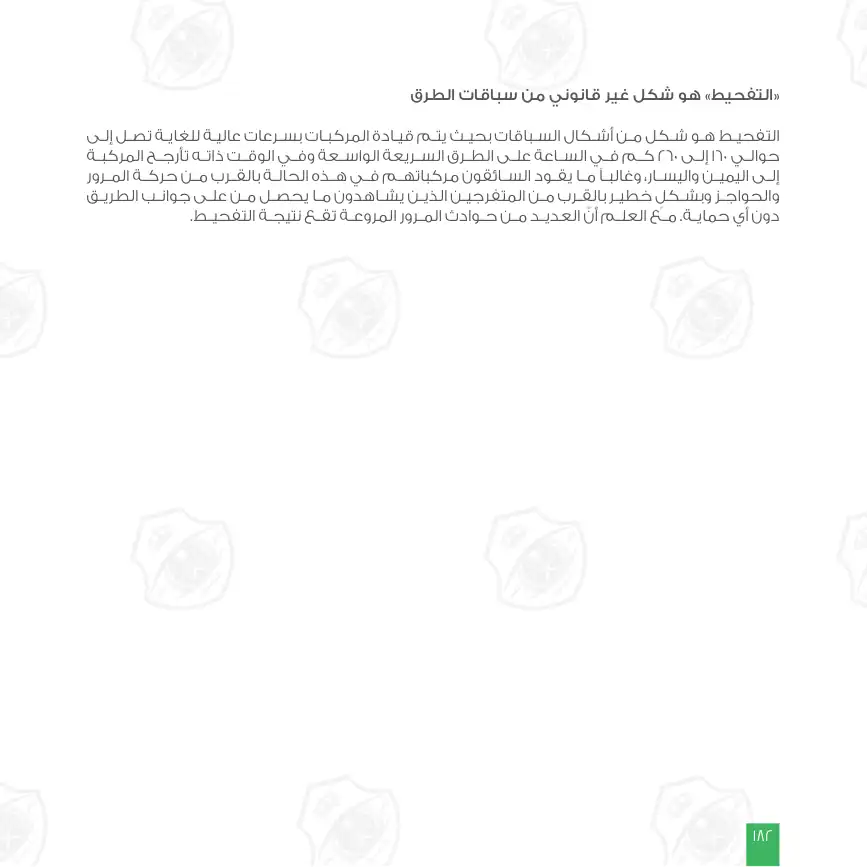 «التفحيط» هو شكل غير قانوني من سباقات الطرق
التفحيط هو شكل من أشكال السباقات بحيث يتم قيادة المركبات بسرعات عالية للغاية تصل إلى
حوالي ١٦٠ إلى ٢٦٠ كم في الساعة على الطرق السريعة الواسعة وفي الوقت ذاته تأرجح المركبة
إلى اليمين واليسار، وغالباً ما يقود السائقون مركباتهم في هذه الحالة بالقرب من حركة المرور
والحواجز وبشكلٍ خطير بالقرب من المتفرجين الذين يشاهدون ما يحصل من على جوانب الطريق
دون أي حماية. مع العلم أنّ العديد من حوادث المرور المروعة تقع نتيجة التفحيط.
١٨٢